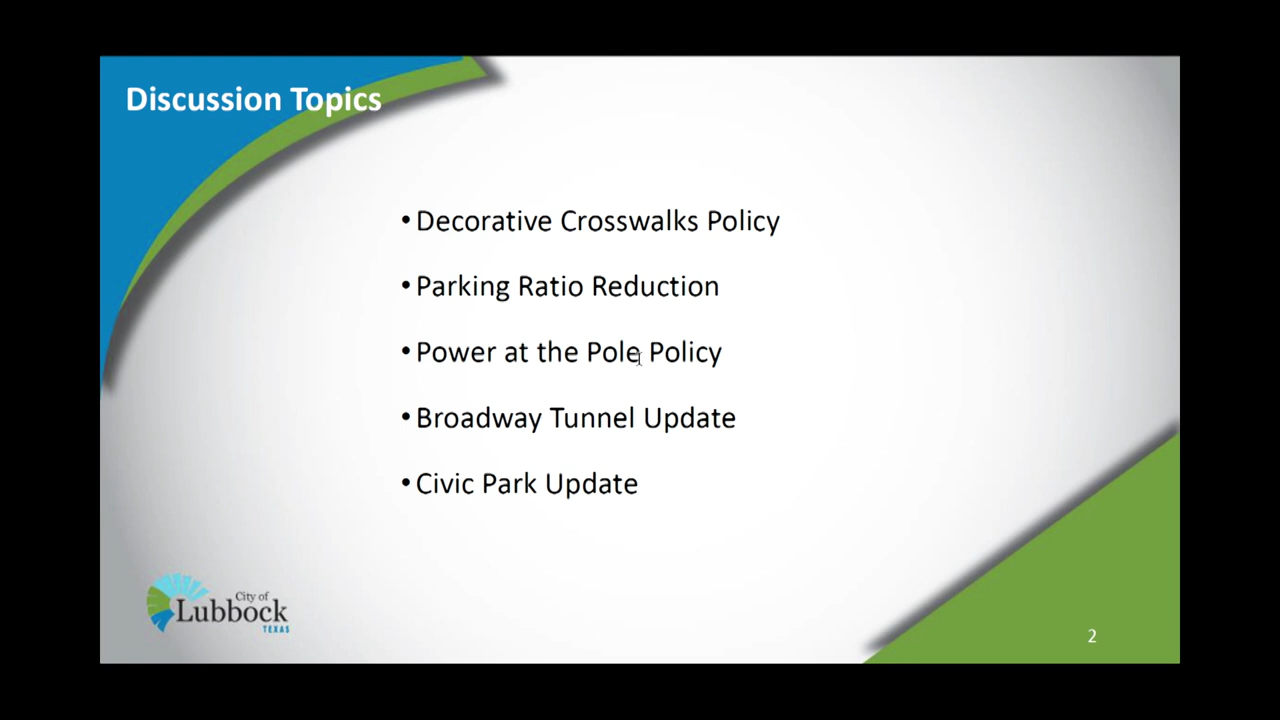 Discussion Topics
• Decorative Crosswalks Policy
• Parking Ratio Reduction
• Power at the Pole Policy
• Broadway Tunnel Update
• Civic Park Update
City of
Lubbock
TEXAS
2